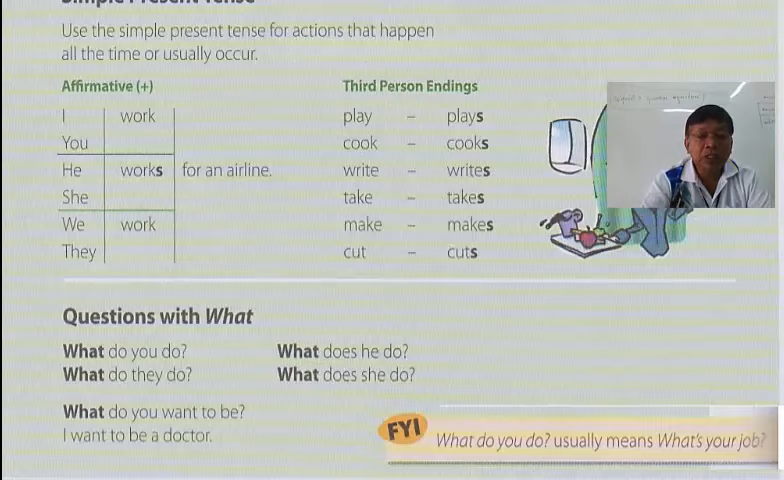 Simple Present Tense
Use the simple present tense for actions that happen
all the time or usually occur.
Affirmative (+)
I work
You
He works for an airline.
She
We work
They
Third Person Endings
play – plays
cook – cooks
write – writes
take – takes
make – makes
cut – cuts
Questions with What
What do you do? What does he do?
What do they do? What does she do?
What do you want to be?
I want to be a doctor.
FYI What do you do? usually means What's your job?